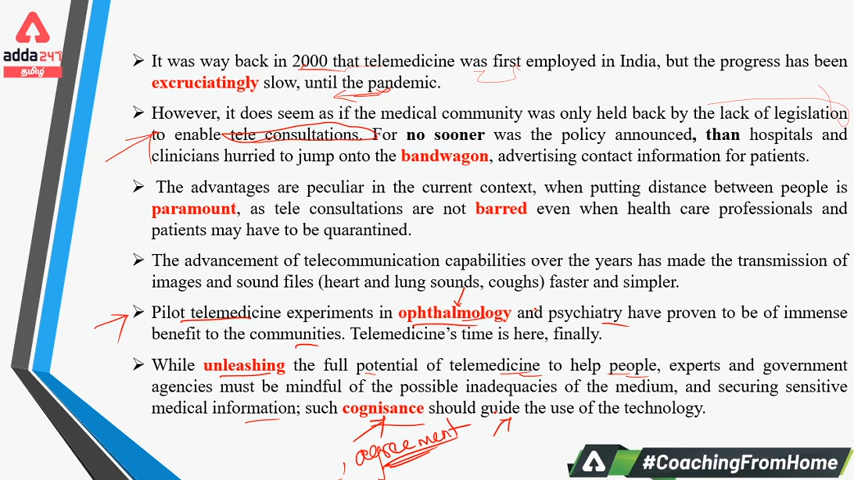 adda247
தமிழ்
➢ It was way back in 2000 that telemedicine was first employed in India, but the progress has been
excruciatingly slow, until the pandemic.
➢ However, it does seem as if the medical community was only held back by the lack of legislation
to enable tele consultations. For no sooner was the policy announced, than hospitals and
clinicians hurried to jump onto the bandwagon, advertising contact information for patients.
➢ The advantages are peculiar in the current context, when putting distance between people is
paramount, as tele consultations are not barred even when health care professionals and
patients may have to be quarantined.
➢ The advancement of telecommunication capabilities over the years has made the transmission of
images and sound files (heart and lung sounds, coughs) faster and simpler.
➢ Pilot telemedicine experiments in ophthalmology and psychiatry have proven to be of immense
benefit to the communities. Telemedicine's time is here, finally.
➢ While unleashing the full potential of telemedicine to help people, experts and government
agencies must be mindful of the possible inadequacies of the medium, and securing sensitive
medical information; such cognisance should guide the use of the technology.
agreement
#CoachingFromHome